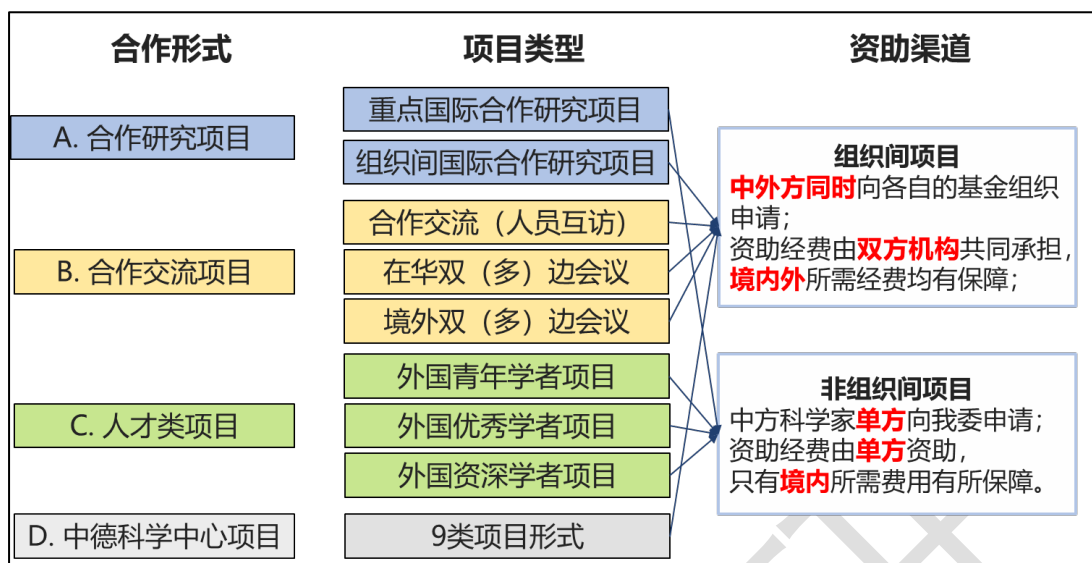 合作形式
项目类型
资助渠道
A. 合作研究项目
重点国际合作研究项目
组织间国际合作研究项目
B. 合作交流项目
合作交流（人员互访）
在华双（多）边会议
境外双（多）边会议
C. 人才类项目
外国青年学者项目
外国优秀学者项目
外国资深学者项目
D. 中德科学中心项目
9类项目形式
组织间项目
中外方同时向各自的基金组织
申请；
资助经费由双方机构共同承担，
境内外所需经费均有保障；
非组织间项目
中方科学家单方向我委申请；
资助经费由单方资助，
只有境内所需费用有所保障。